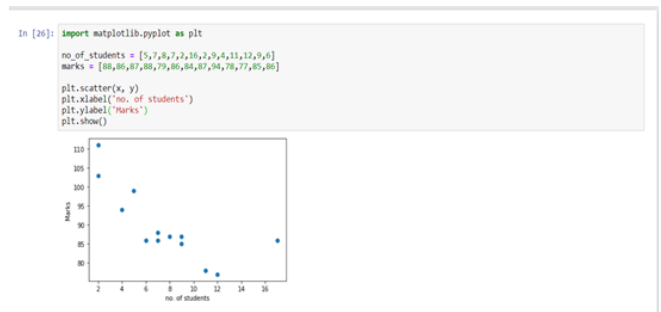 In [26]: import matplotlib.pyplot as plt
no_of_students = [5,7,8,7,2,16,2,9,4,11,12,9,6]
marks = [88,86,87,88,79,86,84,87,94,78,77,85,86]
plt.scatter(x, y)
plt.xlabel('no. of students')
plt.ylabel('Marks')
plt.show()
110
105
100
95
90
85
80
Marks
2 4 6 8 10 12 14 16
no. of students